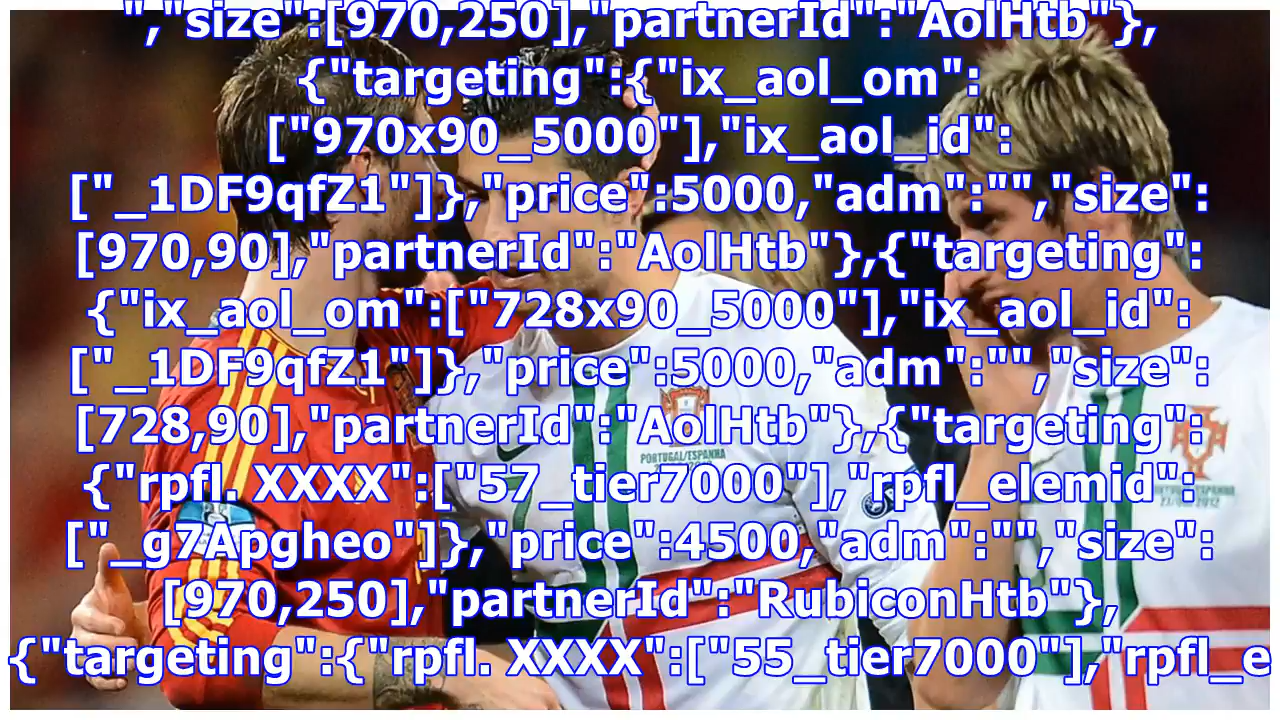 ","size":[970,250],"partnerId":"AolHtb"},
{"targeting":{"ix_aol_om":
["970x90_5000"],"ix_aol_id":
["_1DF9qfZ1"]},"price":5000,"adm":"","size":
[970,90],"partnerId":"AolHtb"},{"targeting":
{"ix_aol_om":["728x90_5000"],"ix_aol_id":
["_1DF9qfZ1"]},"price":5000,"adm":"","size":
[728,90],"partnerId":"AolHtb"},{"targeting":
{"rpfl. XXXX":["57_tier7000"],"rpfl_elemid":
["_g7Apgheo"]},"price":4500,"adm":"","size":
[970,250],"partnerId":"RubiconHtb"},
{"targeting":{"rpfl. XXXX":["55_tier7000"],"rpfl_e
PORTUGAL/ESPANHA